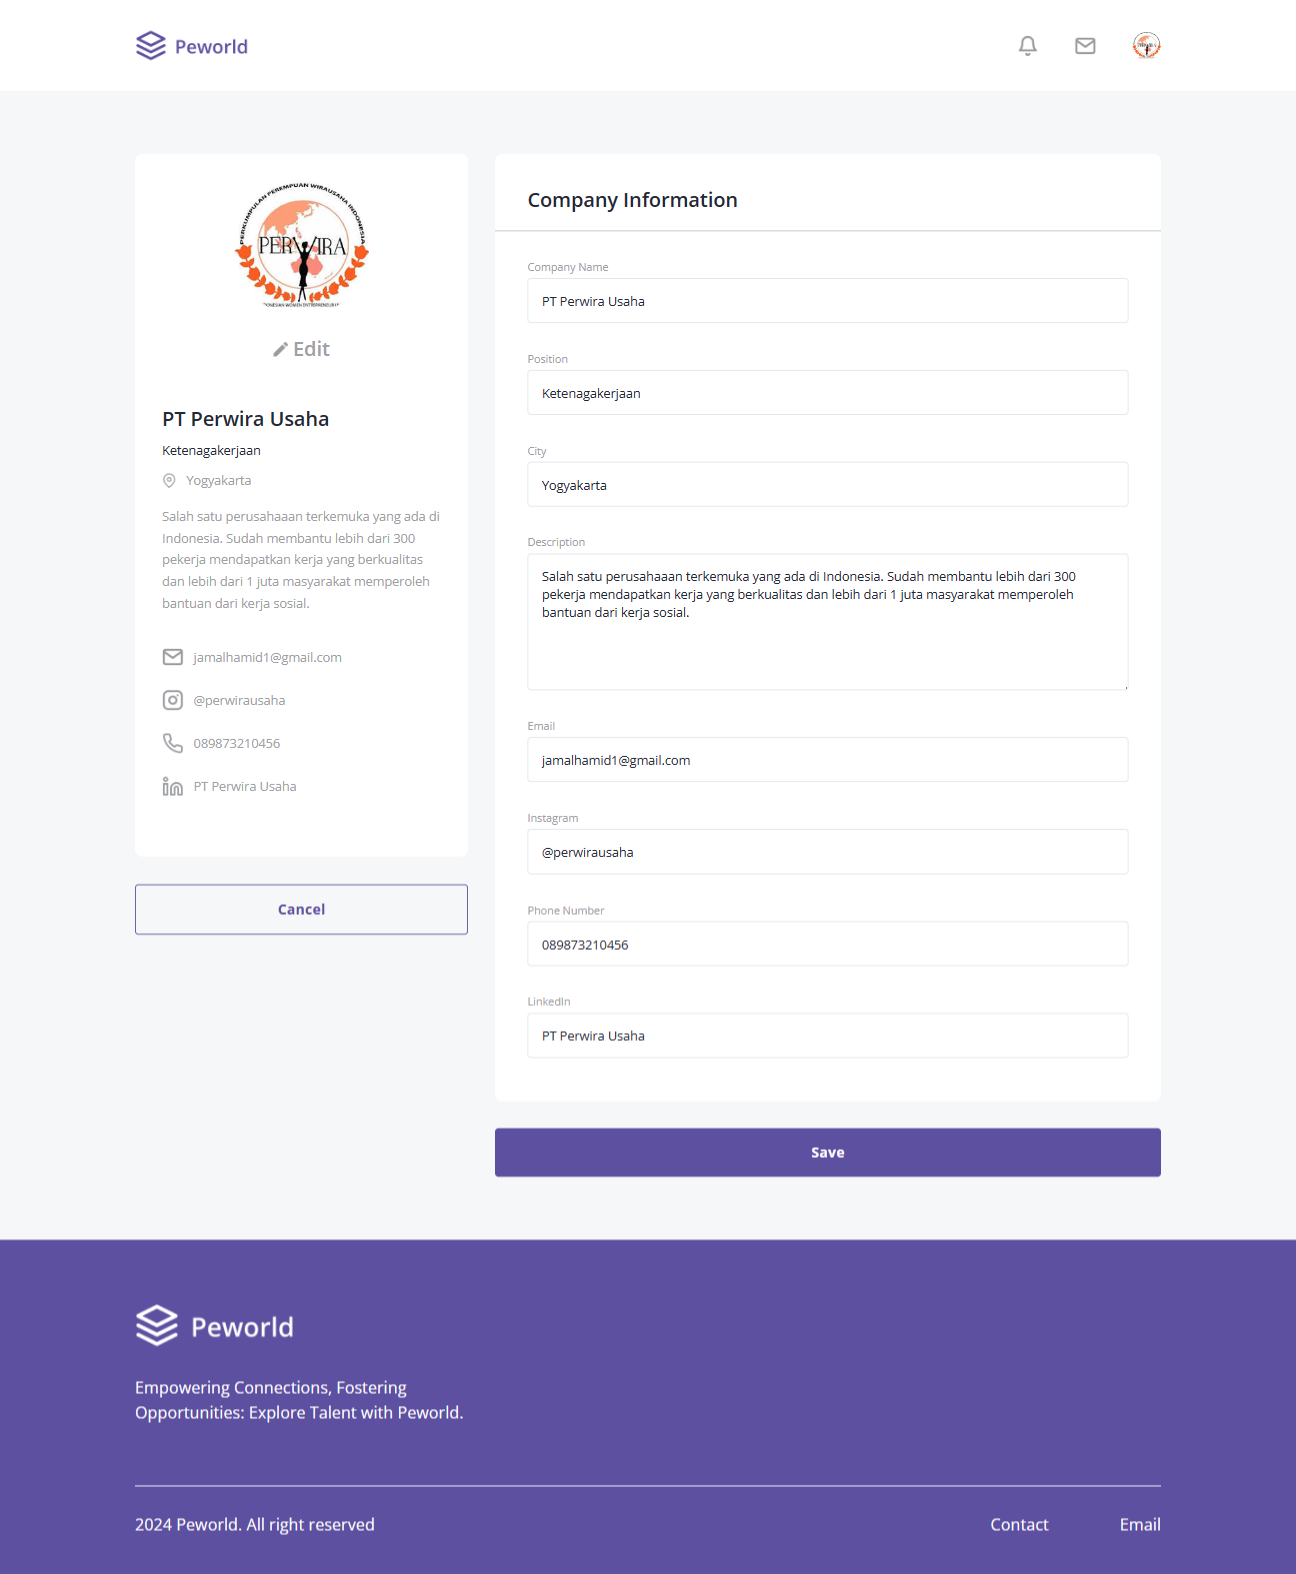 Peworld
PERKUMPULAN PEREMPUAN WIRAUSAHA INDONESIA
PERWIRA
Edit
PT Perwira Usaha
Ketenagakerjaan
Yogyakarta
Salah satu perusahaaan terkemuka yang ada di
Indonesia. Sudah membantu lebih dari 300
pekerja mendapatkan kerja yang berkualitas
dan lebih dari 1 juta masyarakat memperoleh
bantuan dari kerja sosial.
jamalhamid1@gmail.com
@perwirausaha
089873210456
PT Perwira Usaha
Cancel
Company Information
Company Name
PT Perwira Usaha
Position
Ketenagakerjaan
City
Yogyakarta
Description
Salah satu perusahaaan terkemuka yang ada di Indonesia. Sudah membantu lebih dari 300
pekerja mendapatkan kerja yang berkualitas dan lebih dari 1 juta masyarakat memperoleh
bantuan dari kerja sosial.
Email
jamalhamid1@gmail.com
Instagram
@perwirausaha
Phone Number
089873210456
LinkedIn
PT Perwira Usaha
Save
Peworld
Empowering Connections, Fostering
Opportunities: Explore Talent with Peworld.
2024 Peworld. All right reserved
Contact
Email